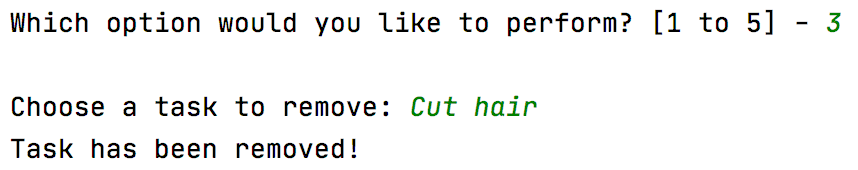 Which option would you like to perform? [1 to 5] - 3
Choose a task to remove: Cut hair
Task has been removed!